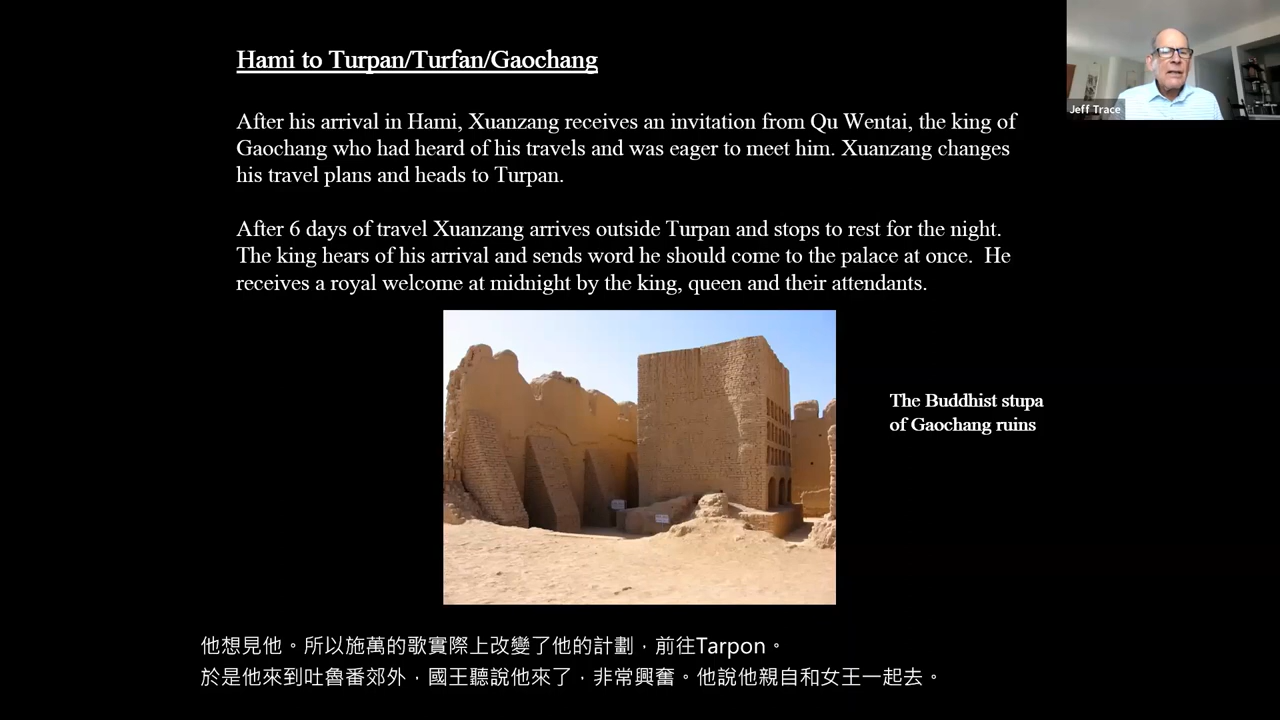 Hami to Turpan/Turfan/Gaochang
Jeff Trace
After his arrival in Hami, Xuanzang receives an invitation from Qu Wentai, the king of
Gaochang who had heard of his travels and was eager to meet him. Xuanzang changes
his travel plans and heads to Turpan.
After 6 days of travel Xuanzang arrives outside Turpan and stops to rest for the night.
The king hears of his arrival and sends word he should come to the palace at once.  He
receives a royal welcome at midnight by the king, queen and their attendants.
The Buddhist stupa
of Gaochang ruins
他想見他。所以施萬的歌實際上改變了他的計劃，前往Tarpon。
於是他來到吐魯番郊外，國王聽說他來了，非常興奮。他說他親自和女王一起去。